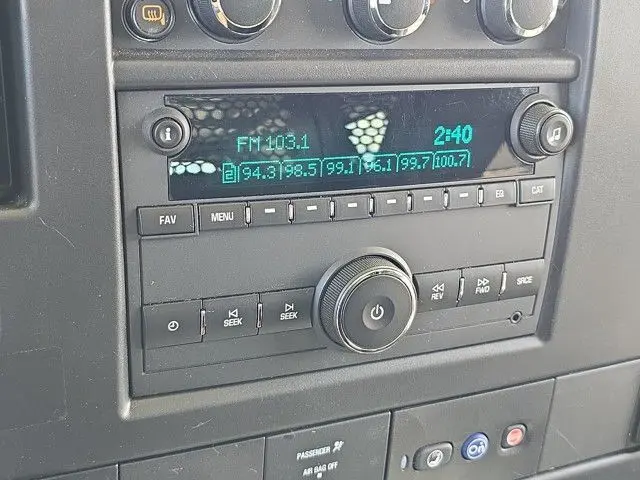 FM 103.1 2:40
2 94.3 98.5 99.1 96.1 99.7 100.7
FAV MENU EQ CAT
SEEK SEEK REV FWD SRCE
PASSENGER
AIR BAG OFF
On